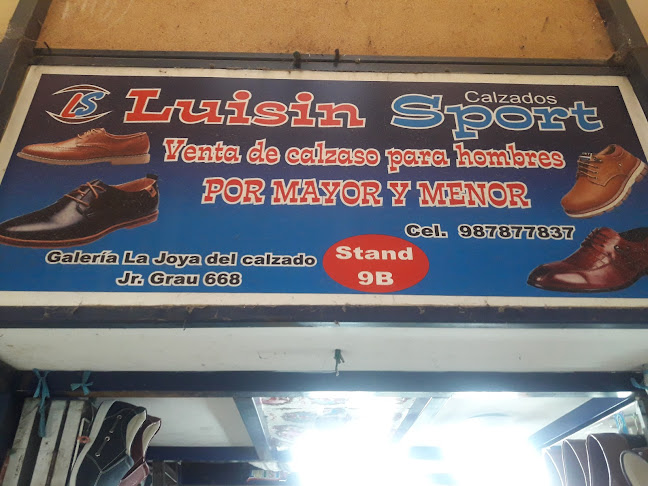 LS Luisin Sport
Calzados
Venta de calzaso para hombres
POR MAYOR Y MENOR
Cel. 987877837
Galería La Joya del calzado
Jr. Grau 668
Stand
9B